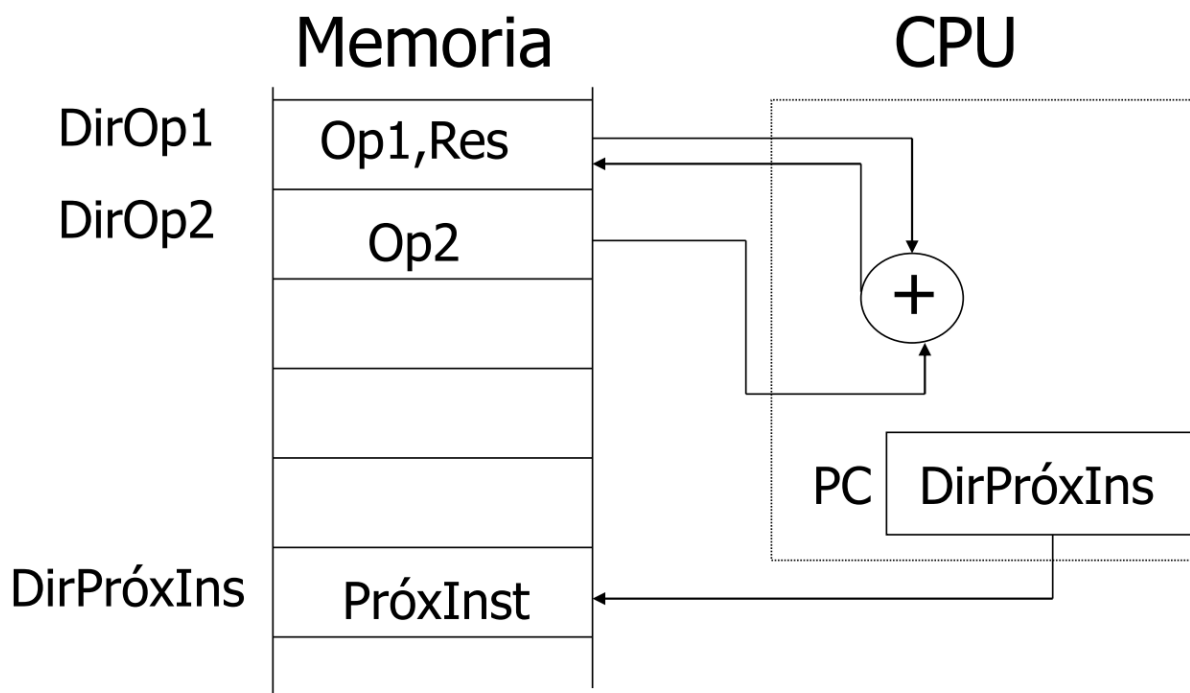 Memoria
CPU
DirOp1
Op1,Res
DirOp2
Op2
+
PC
DirPróxIns
DirPróxIns
PróxInst